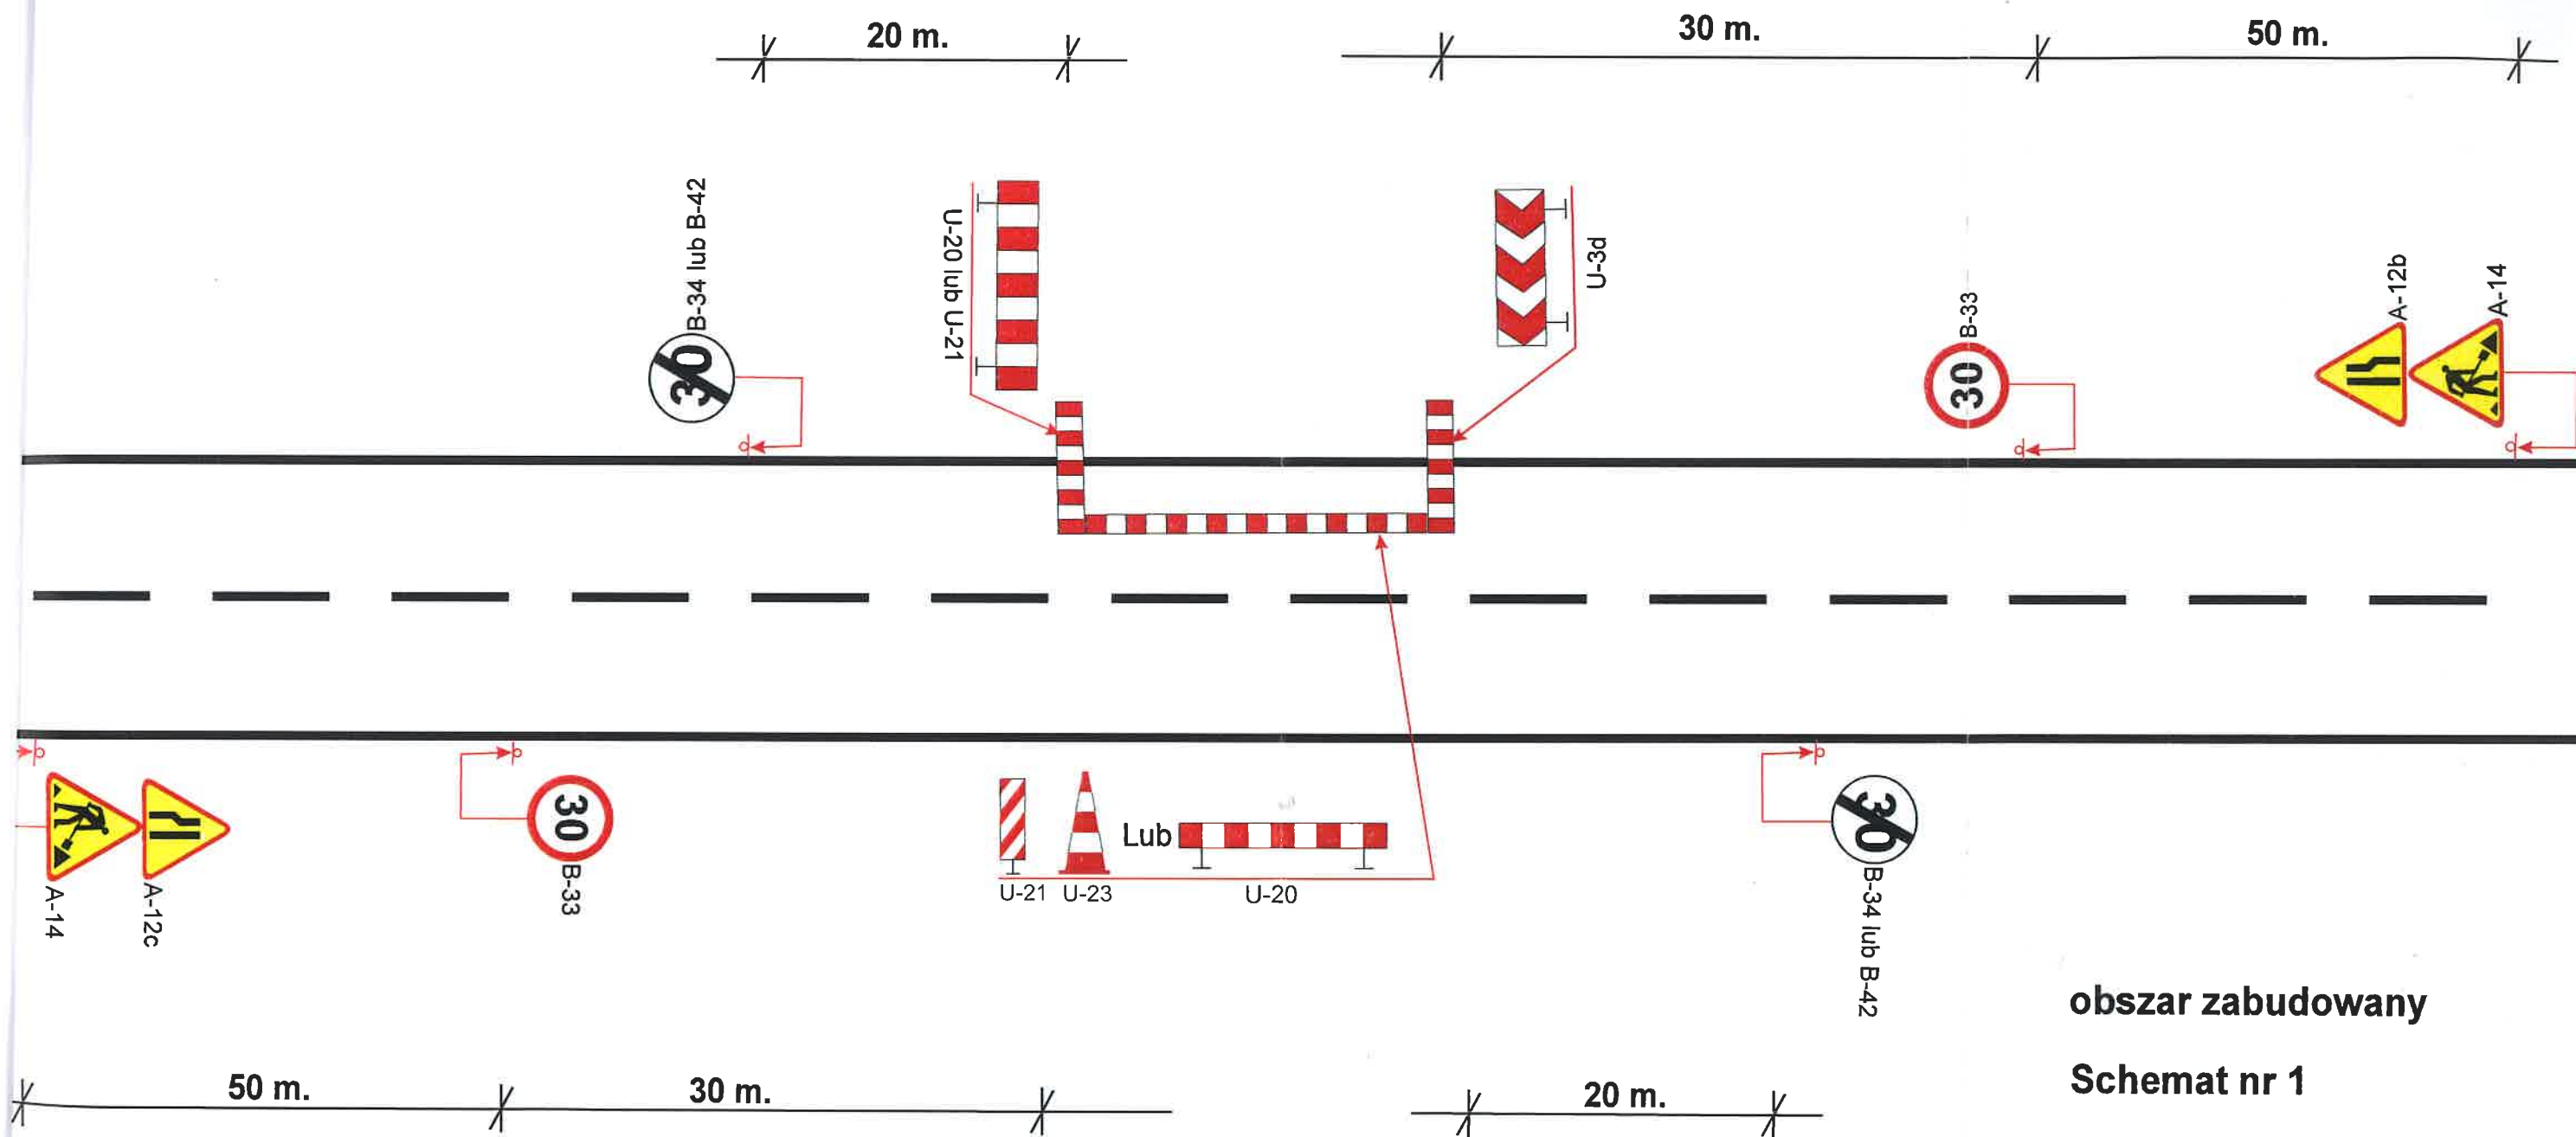 20 m.
30 m.
50 m.
B-34 lub B-42
30
U-20 lub U-21
U-3d
B-33
30
A-12b
A-14
A-14
A-12c
30
B-33
U-21
U-23
Lub
U-20
30
B-34 lub B-42
obszar zabudowany
Schemat nr 1
50 m.
30 m.
20 m.